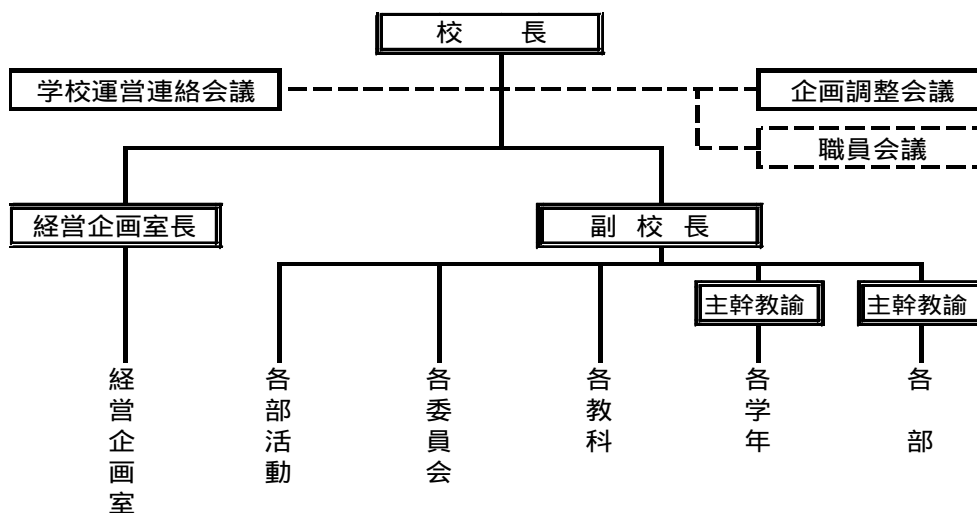 校　長
学校運営連絡会議
企画調整会議
職員会議
経営企画室長
副校長
主幹教諭
主幹教諭
経営企画室
各部活動
各委員会
各教科
各学年
各部